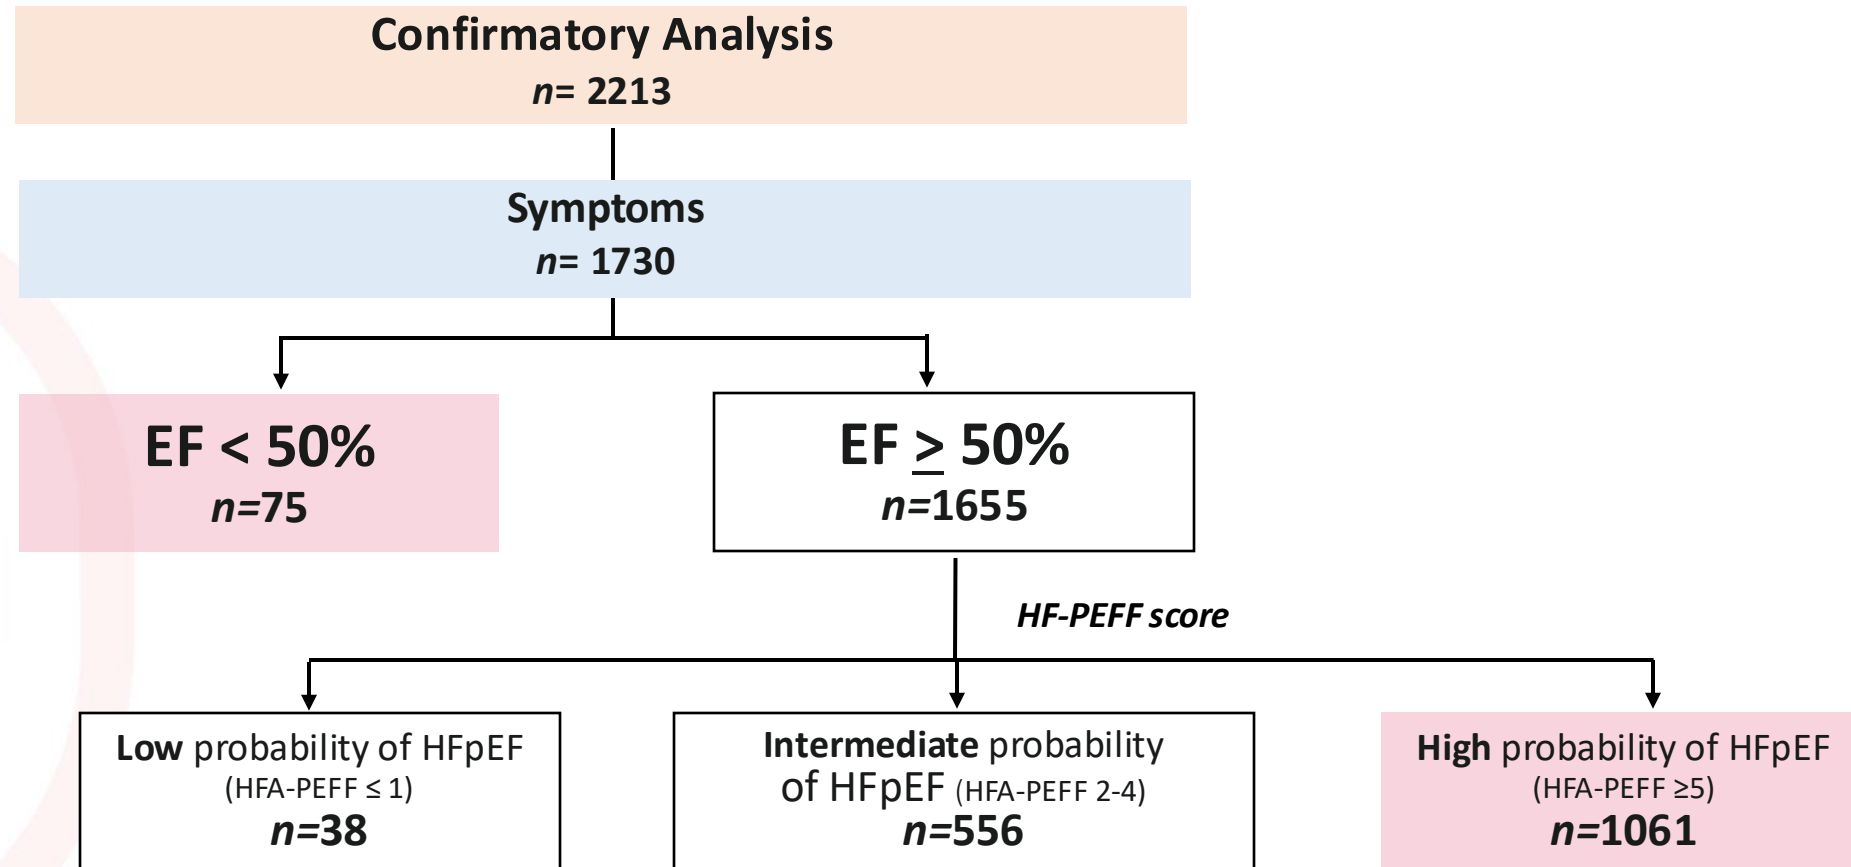 Confirmatory Analysis
n= 2213
Symptoms
n= 1730
EF < 50%
n=75
EF ≥ 50%
n=1655
HF-PEFF score
Low probability of HFpEF
(HFA-PEFF ≤ 1)
n=38
Intermediate probability
of HFpEF (HFA-PEFF 2-4)
n=556
High probability of HFpEF
(HFA-PEFF ≥5)
n=1061